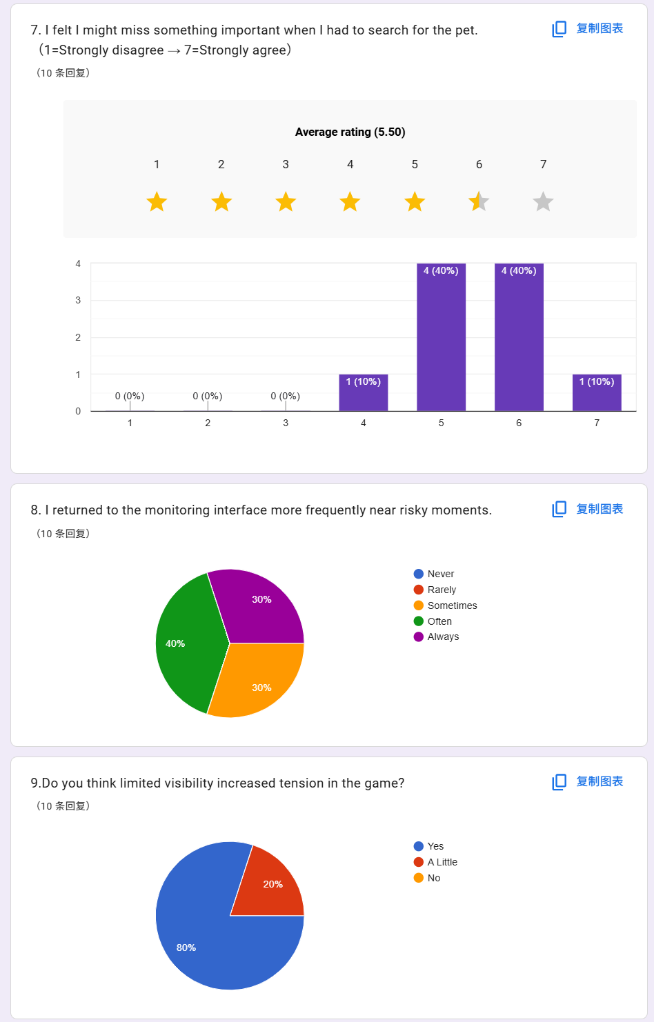 7. I felt I might miss something important when I had to search for the pet.
（1=Strongly disagree → 7=Strongly agree）
复制图表
（10 条回复）
Average rating (5.50)
1 2 3 4 5 6 7
4
3
2
1
0
0 (0%) 0 (0%) 0 (0%) 1 (10%) 4 (40%) 4 (40%) 1 (10%)
1 2 3 4 5 6 7
8. I returned to the monitoring interface more frequently near risky moments.
复制图表
（10 条回复）
30%
40%
30%
Never
Rarely
Sometimes
Often
Always
9.Do you think limited visibility increased tension in the game?
复制图表
（10 条回复）
20%
80%
Yes
A Little
No